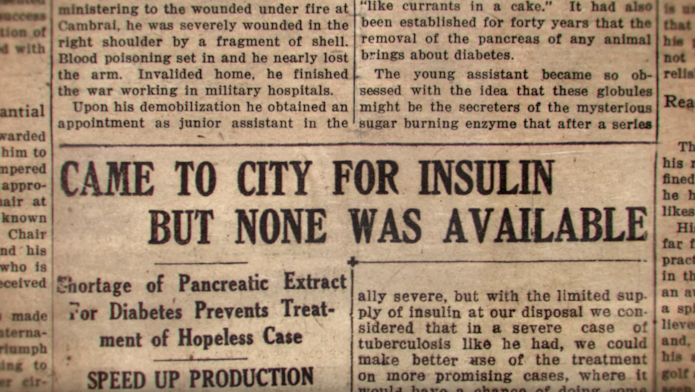 ministering to the wounded under fire at
Cambrai, he was severely wounded in the
right shoulder by a fragment of shell.
Blood poisoning set in and he nearly lost
the arm. Invalided home, he finished
the war working in military hospitals.
Upon his demobilization he obtained an
appointment as junior assistant in the
"like currants in a cake." It had also
been established for forty years that the
removal of the pancreas of any animal
brings about diabetes.
The young assistant became so ob-
sessed with the idea that these globules
might be the secreters of the mysterious
sugar burning enzyme that after a series
CAME TO CITY FOR INSULIN
BUT NONE WAS AVAILABLE
Shortage of Pancreatic Extract
For Diabetes Prevents Treat-
ment of Hopeless Case
SPEED UP PRODUCTION
ally severe, but with the limited sup-
ply of insulin at our disposal we con-
sidered that in a severe case of
tuberculosis like he had, we could
make better use of the treatment
on more promising cases, where it
would have a chance of doing some